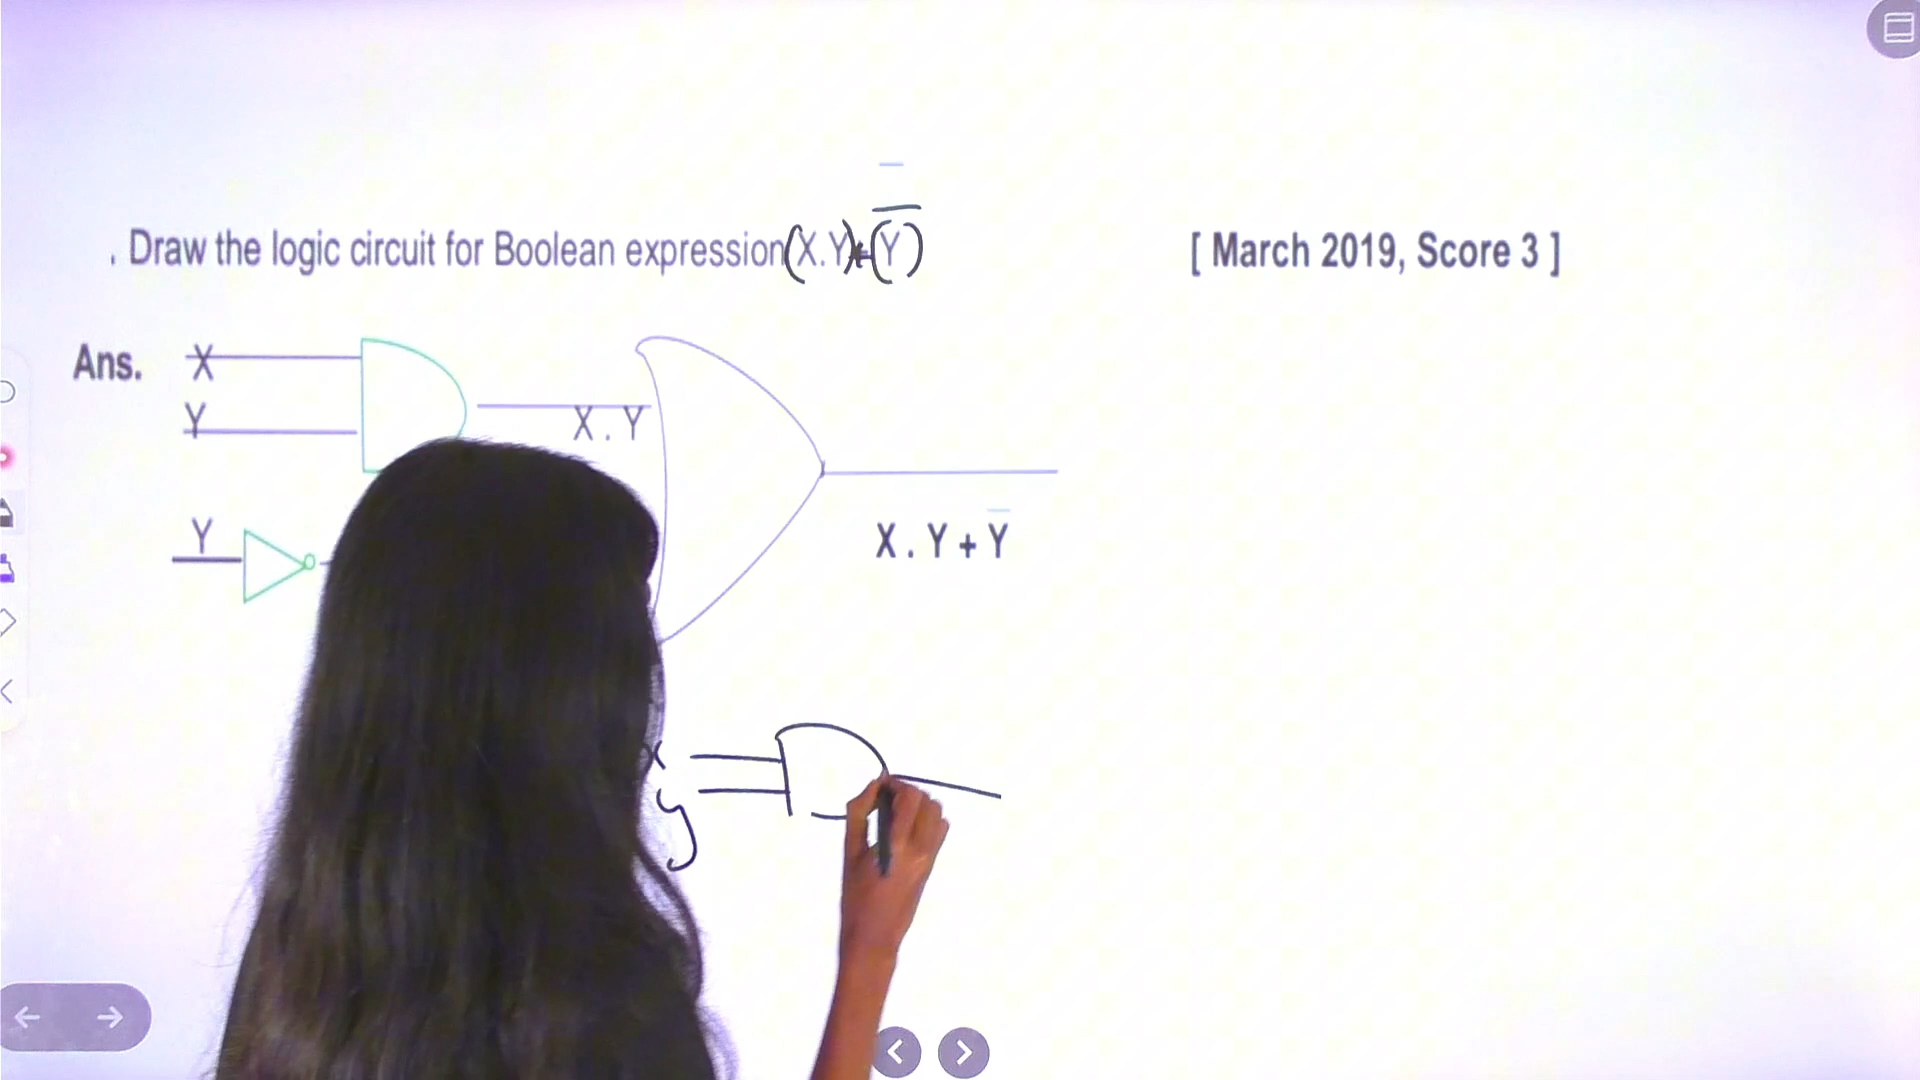 . Draw the logic circuit for Boolean expression (X.Y)+(Y̅) [ March 2019, Score 3 ]
Ans. X
Y
X . Y
Y
X . Y + Y̅
x
y